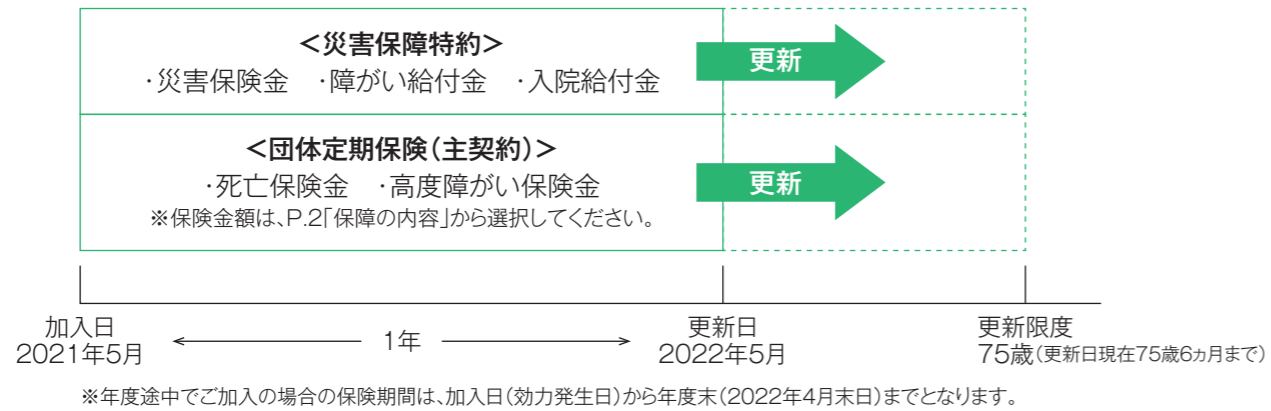 <災害保障特約>
・災害保険金 ・障がい給付金 ・入院給付金
更新
<団体定期保険(主契約)>
・死亡保険金 ・高度障がい保険金
※保険金額は、P.2「保障の内容」から選択してください。
更新
加入日
2021年5月
1年
更新日
2022年5月
更新限度
75歳(更新日現在75歳6ヵ月まで)
※年度途中でご加入の場合の保険期間は、加入日(効力発生日)から年度末(2022年4月末日)までとなります。